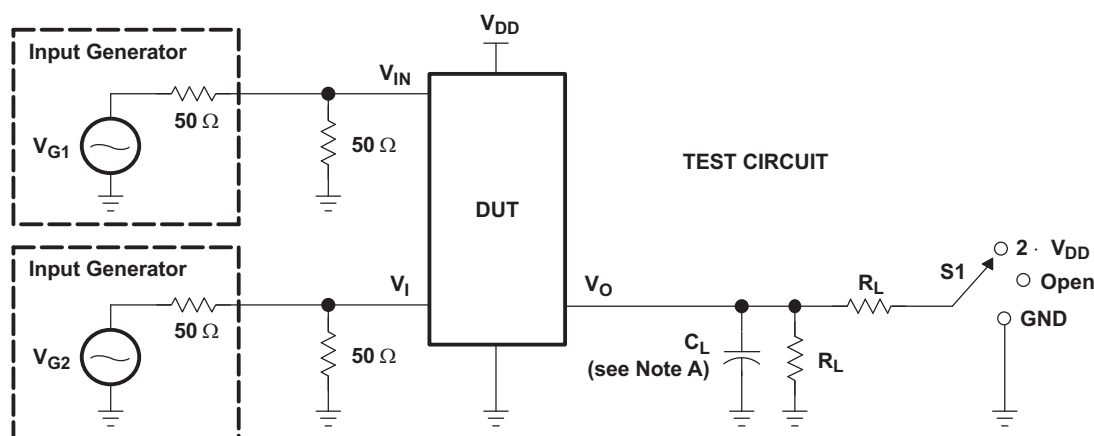 Input Generator
V_G1
50 Ω
50 Ω
V_IN
V_DD
DUT
TEST CIRCUIT
Input Generator
V_G2
50 Ω
50 Ω
V_I
V_O
C_L
(see Note A)
R_L
R_L
S1
2 · V_DD
Open
GND